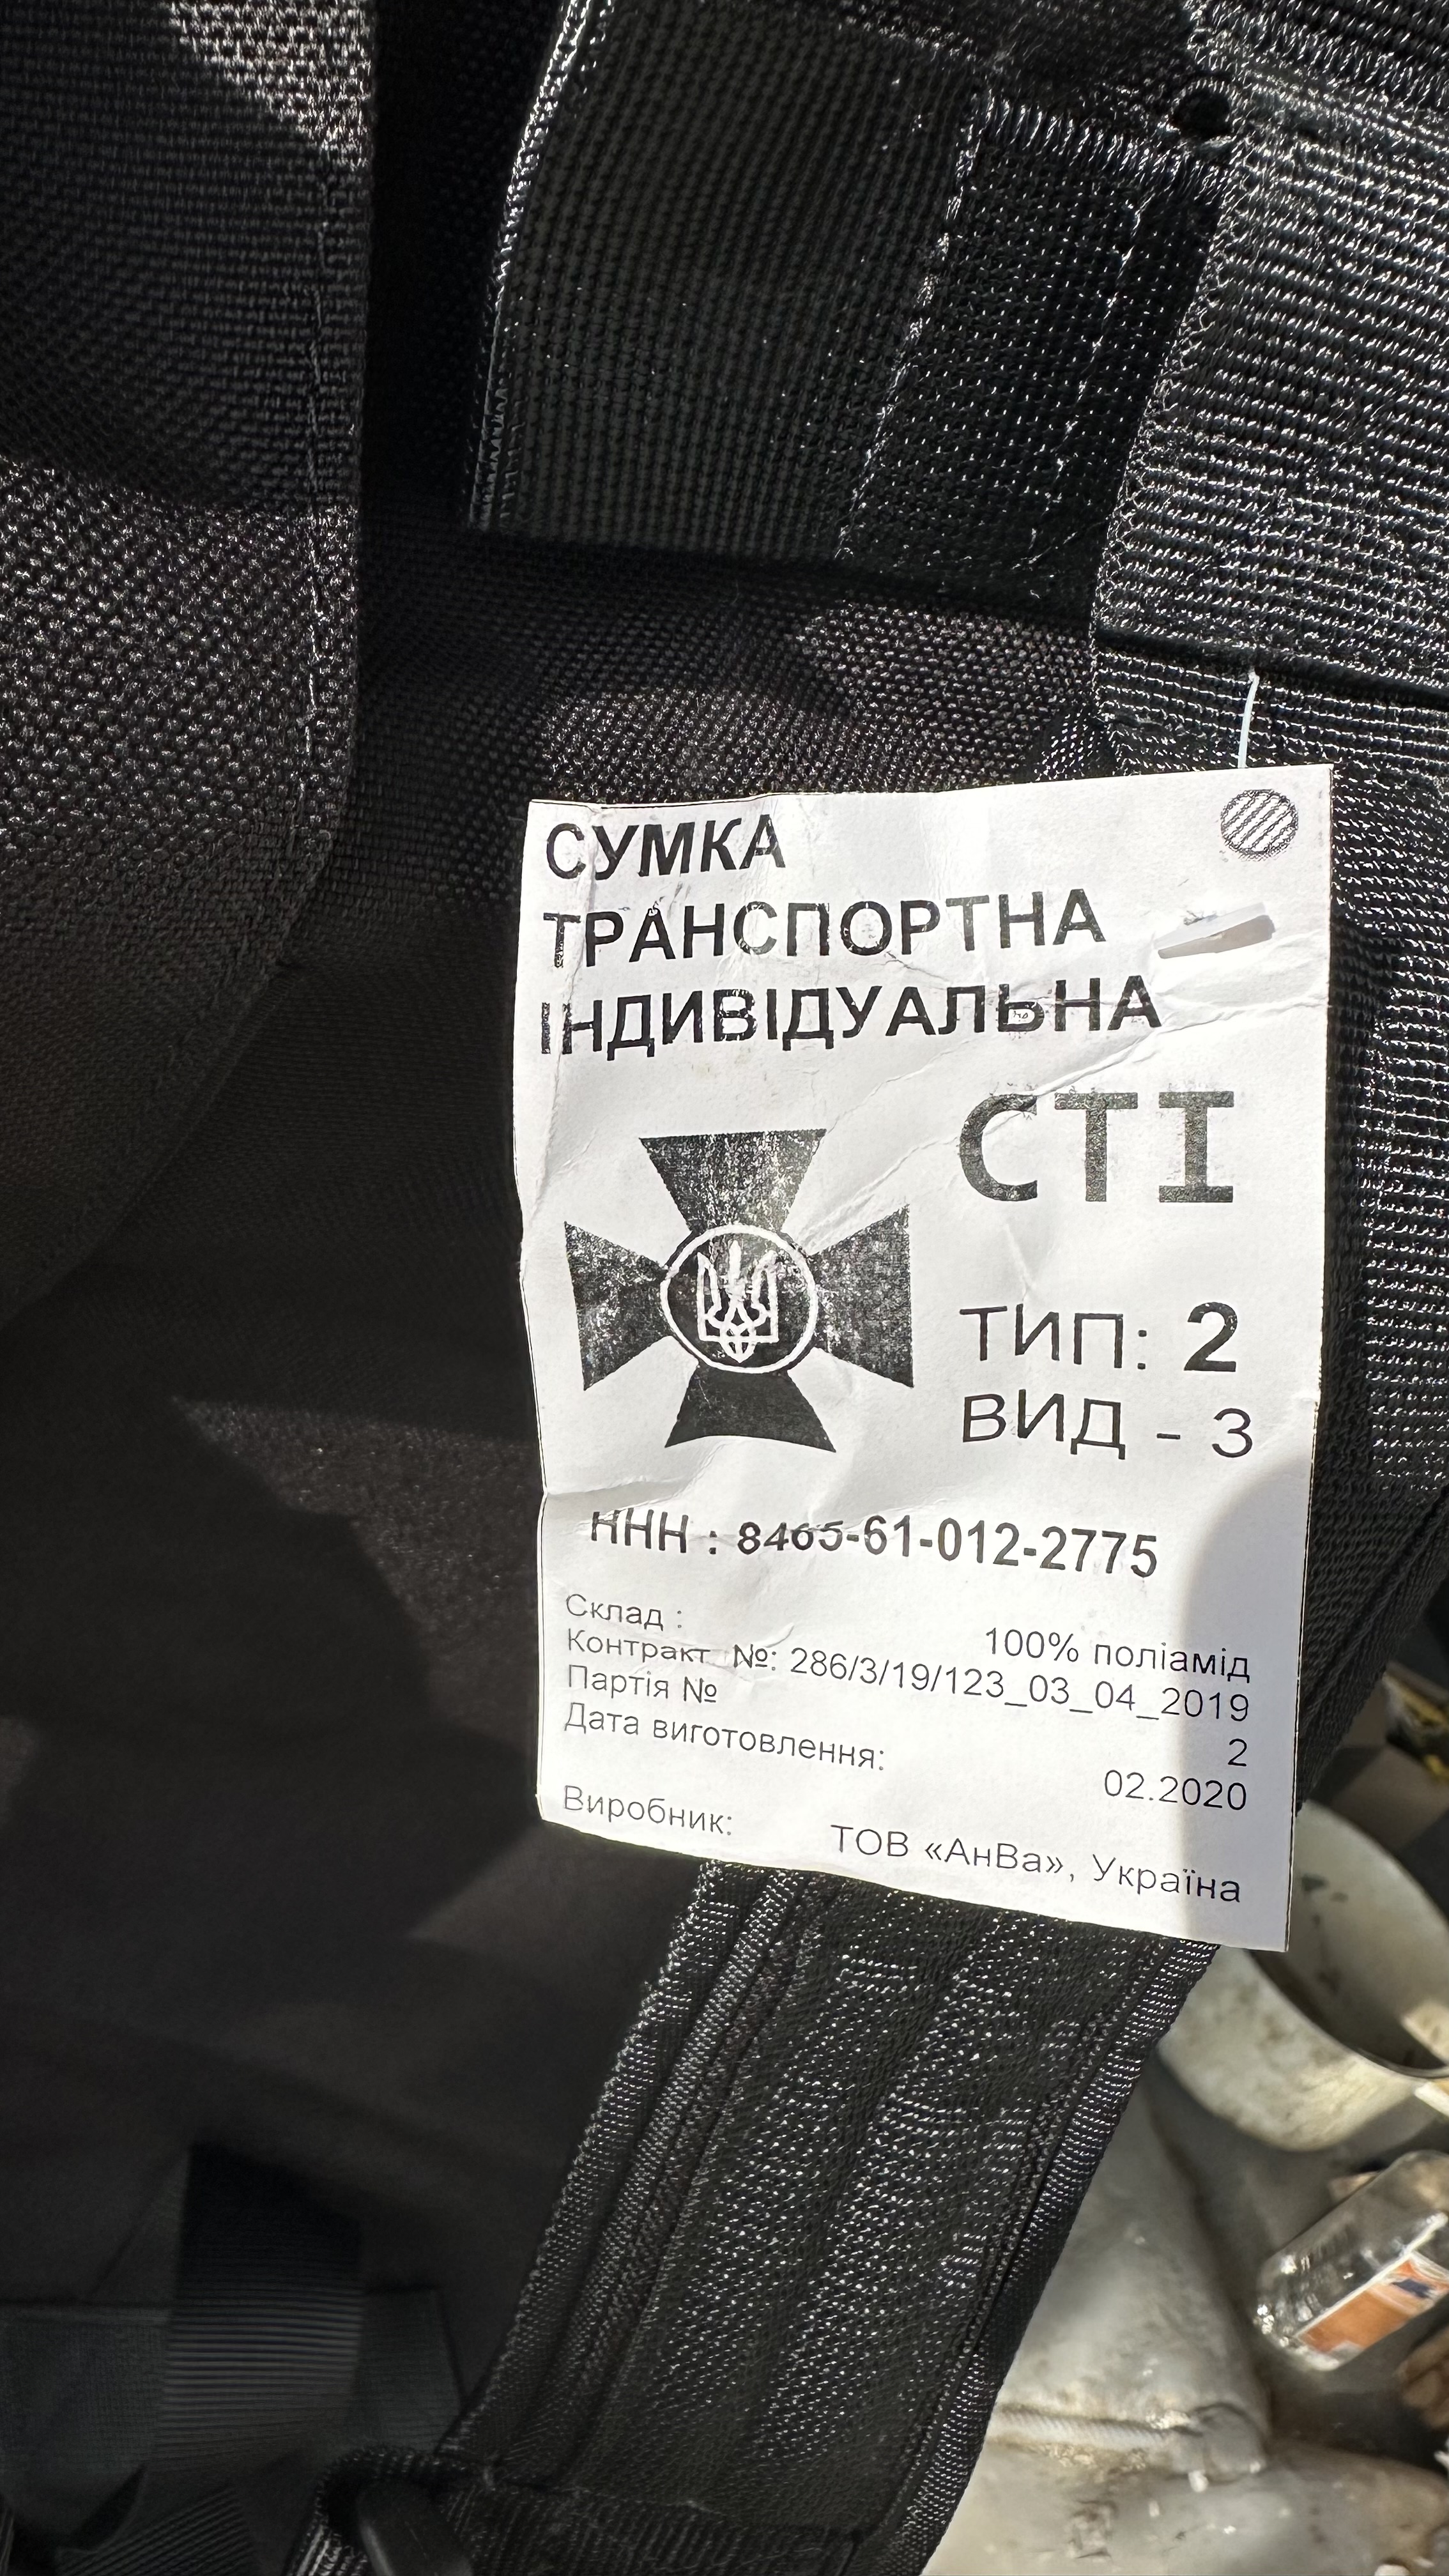 СУМКА
ТРАНСПОРТНА
ІНДИВІДУАЛЬНА
СТІ
ТИП: 2
ВИД - 3
ННН : 8465-61-012-2775
Склад : 100% поліамід
Контракт №: 286/3/19/123_03_04_2019
Партія № 2
Дата виготовлення: 02.2020
Виробник: ТОВ «АнВа», Україна